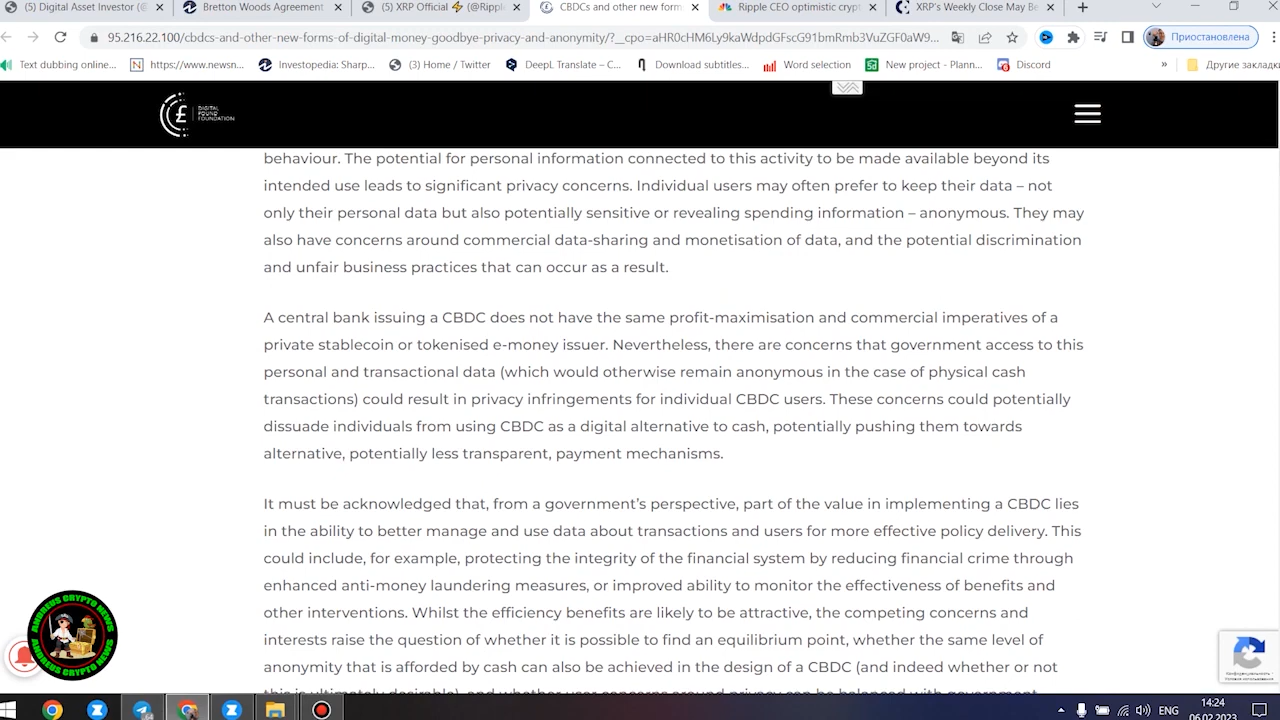 (5) Digital Asset Investor (@
Bretton Woods Agreement
(5) XRP Official ⚡ (@Rippl
CBDCs and other new form
Ripple CEO optimistic crypt
XRP's Weekly Close May Be
95.216.22.100/cbdcs-and-other-new-forms-of-digital-money-goodbye-privacy-and-anonymity/?__cpo=aHR0cHM6Ly9kaWdpdGFscG91bmRmb3VuZGF0aW9...
Приостановлена
Text dubbing online...
https://www.newsn...
Investopedia: Sharp...
(3) Home / Twitter
DeepL Translate – C...
Download subtitles...
Word selection
New project - Plann...
Discord
»
Другие закладки
DIGITAL
POUND
FOUNDATION
behaviour. The potential for personal information connected to this activity to be made available beyond its
intended use leads to significant privacy concerns. Individual users may often prefer to keep their data – not
only their personal data but also potentially sensitive or revealing spending information – anonymous. They may
also have concerns around commercial data-sharing and monetisation of data, and the potential discrimination
and unfair business practices that can occur as a result.
A central bank issuing a CBDC does not have the same profit-maximisation and commercial imperatives of a
private stablecoin or tokenised e-money issuer. Nevertheless, there are concerns that government access to this
personal and transactional data (which would otherwise remain anonymous in the case of physical cash
transactions) could result in privacy infringements for individual CBDC users. These concerns could potentially
dissuade individuals from using CBDC as a digital alternative to cash, potentially pushing them towards
alternative, potentially less transparent, payment mechanisms.
It must be acknowledged that, from a government's perspective, part of the value in implementing a CBDC lies
in the ability to better manage and use data about transactions and users for more effective policy delivery. This
could include, for example, protecting the integrity of the financial system by reducing financial crime through
enhanced anti-money laundering measures, or improved ability to monitor the effectiveness of benefits and
other interventions. Whilst the efficiency benefits are likely to be attractive, the competing concerns and
interests raise the question of whether it is possible to find an equilibrium point, whether the same level of
anonymity that is afforded by cash can also be achieved in the design of a CBDC (and indeed whether or not
ANDREUS CRYPTO NEWS
ANDREUS CRYPTO NEWS
Конфиденциальность -
Условия использования
ENG
14:24
06.02.2023